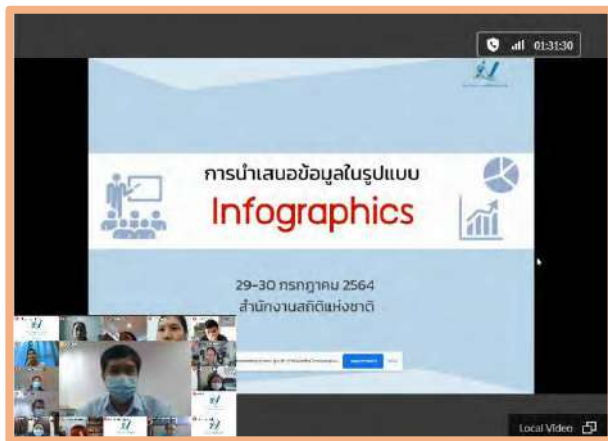 01:31:30
การนำเสนอข้อมูลในรูปแบบ
Infographics
29-30 กรกฎาคม 2564
สำนักงานสถิติแห่งชาติ
Local Video